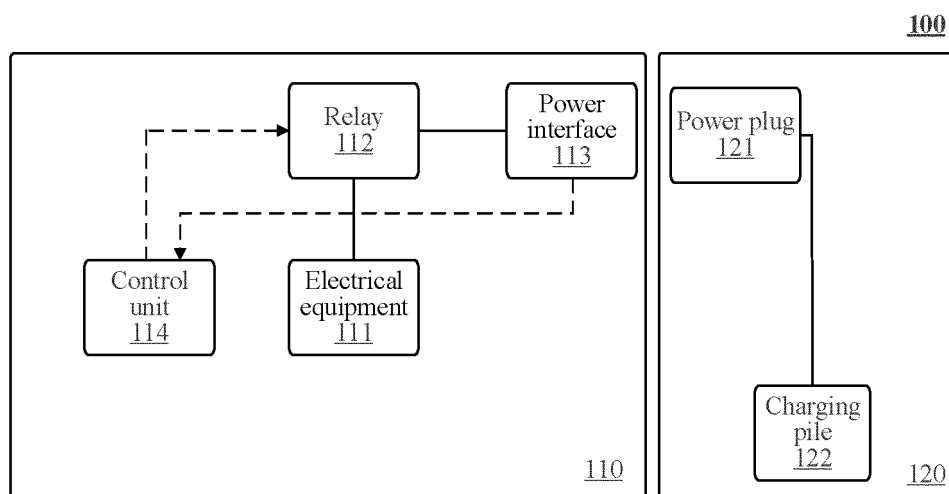 100
Relay
112
Power
interface
113
Power plug
121
Control
unit
114
Electrical
equipment
111
Charging
pile
122
110
120